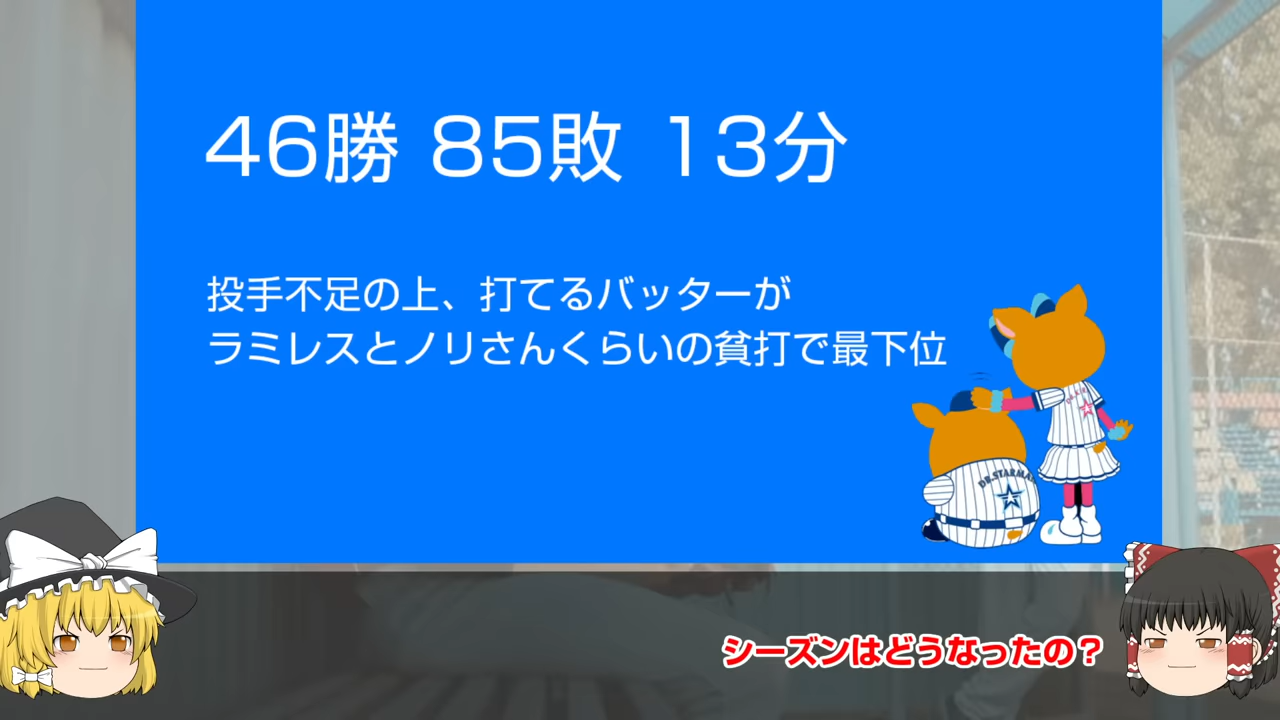 46勝 85敗 13分
投手不足の上、打てるバッターが
ラミレスとノリさんくらいの貧打で最下位
DB.STARMAN
シーズンはどうなったの？